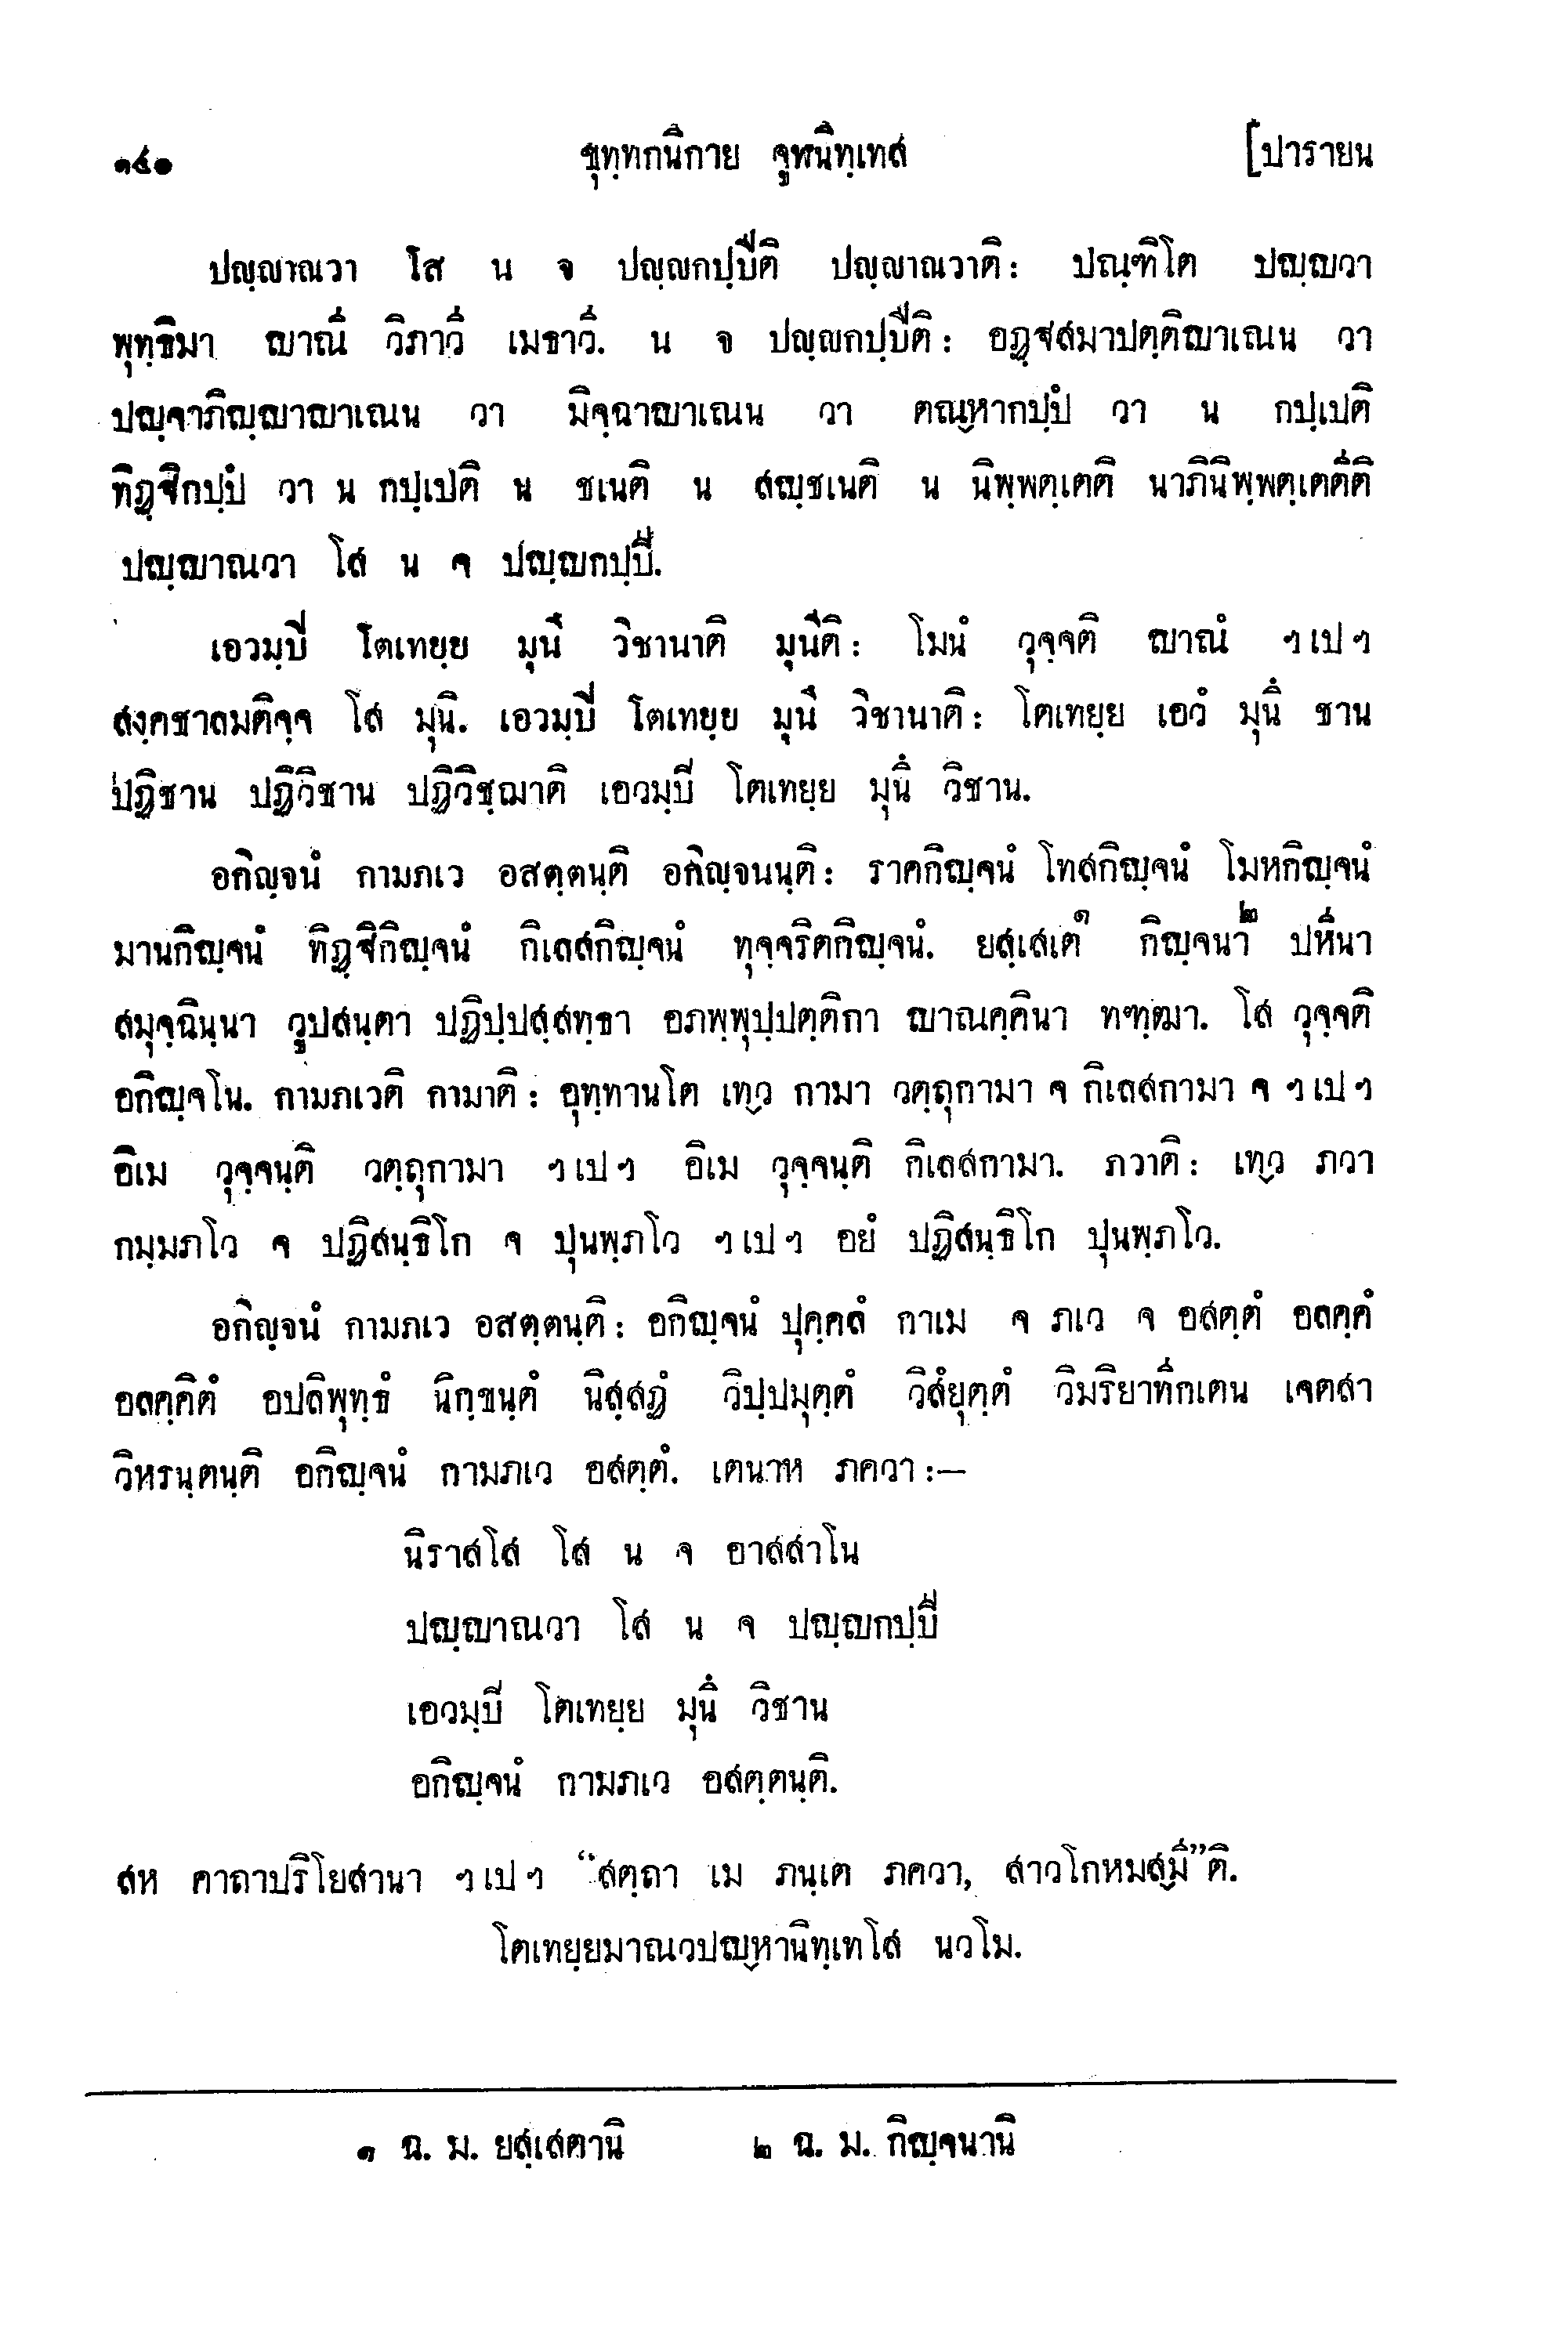 ๑๔๑ ขุทฺทกนิกาย จูฬนิทฺเทส [ปารายน
ปญฺญาณวา โส น จ ปญฺญกปฺปีติ ปญฺญาณวาติ: ปณฺฑิโต ปญฺญวา
พุทฺธิมา ญาณี วิภาวี เมธาวี. น จ ปญฺญกปฺปีติ: อฏฺฐสมาปตฺติญาเณน วา
ปญฺจาภิญฺญาญาเณน วา มิจฺฉาญาเณน วา ตณฺหากปฺปํ วา น กปฺเปติ
ทิฏฺฐิกปฺปํ วา น กปฺเปติ น ชเนติ น สญฺชเนติ น นิพฺพตฺเตติ นาภินิพฺพตฺเตตีติ
ปญฺญาณวา โส น จ ปญฺญกปฺปี.
เอวมฺปิ โตเทยฺย มุนึ วิชานาติ มุนีติ: โมนํ วุจฺจติ ญาณํ ฯเปฯ
สงฺคชาลมติจฺจ โส มุนิ. เอวมฺปิ โตเทยฺย มุนึ วิชานาติ: โตเทยฺย เอวํ มุนึ ชาน
ปฏิชาน ปฏิวิชาน ปฏิวิชฺฌาติ เอวมฺปิ โตเทยฺย มุนึ วิชาน.
อกิญฺจนํ กามภเว อสตฺตนฺติ อกิญฺจนนฺติ: ราคกิญฺจนํ โทสกิญฺจนํ โมหกิญฺจนํ
มานกิญฺจนํ ทิฏฺฐิกิญฺจนํ กิเลสกิญฺจนํ ทุจฺจริตกิญฺจนํ. ยสฺเสเต๑ กิญฺจนา๒ ปหีนา
สมุจฺฉินฺนา วูปสนฺตา ปฏิปฺปสฺสทฺธา อภพฺพุปฺปตฺติกา ญาณคฺคินา ทฑฺฒา. โส วุจฺจติ
อกิญฺจโน. กามภเวติ กามาติ: อุทฺทานโต เทฺว กามา วตฺถุกามา จ กิเลสกามา จ ฯเปฯ
อิเม วุจฺจนฺติ วตฺถุกามา ฯเปฯ อิเม วุจฺจนฺติ กิเลสกามา. ภวาติ: เทฺว ภวา
กมฺมภโว จ ปฏิสนฺธิโก จ ปุนพฺภโว ฯเปฯ อยํ ปฏิสนฺธิโก ปุนพฺภโว.
อกิญฺจนํ กามภเว อสตฺตนฺติ: อกิญฺจนํ ปุคฺคลํ กาเม จ ภเว จ อสตฺตํ อลคฺคํ
อลคฺคิตํ อปลิพุทฺธํ นิกฺขนฺตํ นิสฺสฏํ วิปฺปมุตฺตํ วิสํยุตฺตํ วิมริยาทิกเตน เจตสา
วิหรนฺตนฺติ อกิญฺจนํ กามภเว อสตฺตํ. เตนาห ภควา:—
นิราสโส โส น จ อาสสาโน
ปญฺญาณวา โส น จ ปญฺญกปฺปี
เอวมฺปิ โตเทยฺย มุนึ วิชาน
อกิญฺจนํ กามภเว อสตฺตนฺติ.
สห คาถาปริโยสานา ฯเปฯ “สตฺถา เม ภนฺเต ภควา, สาวโกหมสฺมี”ติ.
โตเทยฺยมาณวปญฺหานิทฺเทโส นวโม.
๑ ฉ. ม. ยสฺเสตานิ ๒ ฉ. ม. กิญฺจนานิ